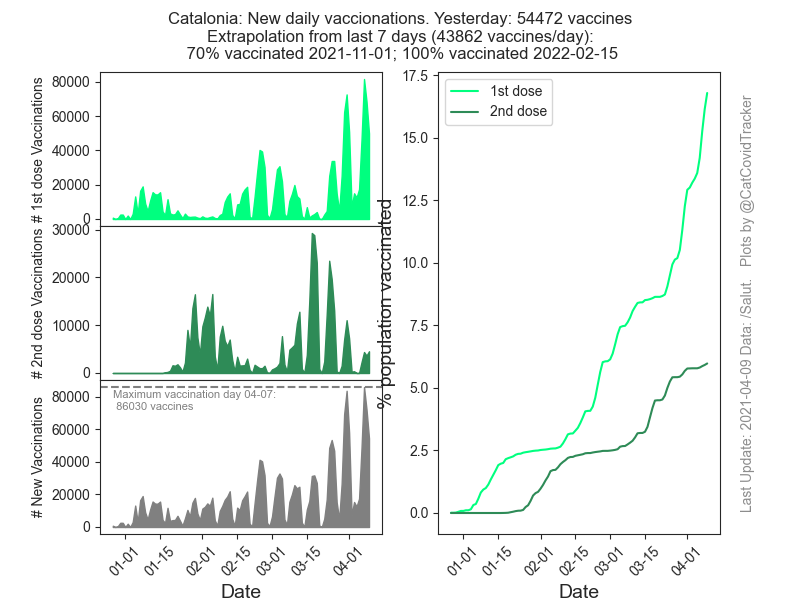 Catalonia: New daily vaccionations. Yesterday: 54472 vaccines
Extrapolation from last 7 days (43862 vaccines/day):
70% vaccinated 2021-11-01; 100% vaccinated 2022-02-15
# 1st dose Vaccinations
80000
60000
40000
20000
0
# 2nd dose Vaccinations
30000
20000
10000
0
# New Vaccinations
80000
60000
40000
20000
0
Maximum vaccination day 04-07:
86030 vaccines
01-01
01-15
02-01
02-15
03-01
03-15
04-01
Date
% population vaccinated
17.5
15.0
12.5
10.0
7.5
5.0
2.5
0.0
1st dose
2nd dose
01-01
01-15
02-01
02-15
03-01
03-15
04-01
Date
Last Update: 2021-04-09 Data: /Salut. Plots by @CatCovidTracker